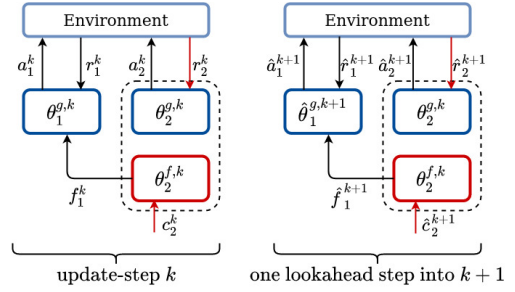 Environment
Environment
a_1^k
r_1^k
a_2^k
r_2^k
â_1^{k+1}
r̂_1^{k+1}
â_2^{k+1}
r̂_2^{k+1}
θ_1^{g,k}
θ_2^{g,k}
θ̂_1^{g,k+1}
θ_2^{g,k}
θ_2^{f,k}
θ_2^{f,k}
f_1^k
f̂_1^{k+1}
c_2^k
ĉ_2^{k+1}
update-step k
one lookahead step into k + 1